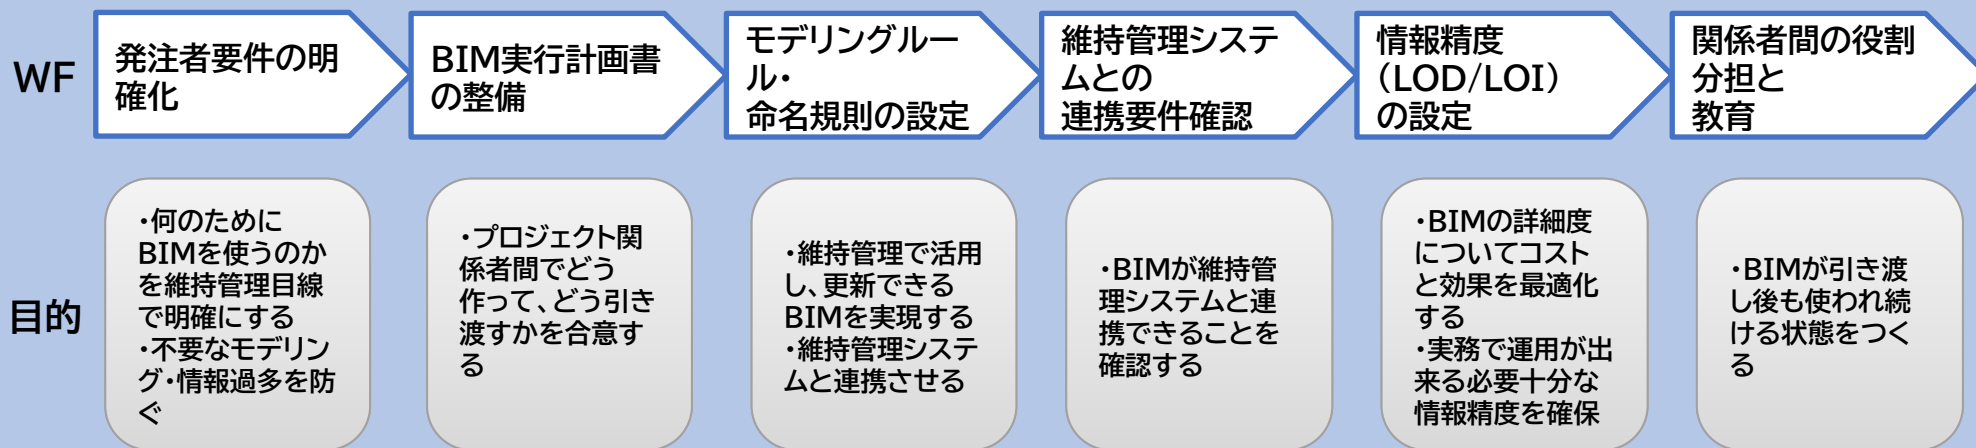 WF
発注者要件の明
確化
BIM実行計画書
の整備
モデリングルー
ル・
命名規則の設定
維持管理システ
ムとの
連携要件確認
情報精度
（LOD/LOI）
の設定
関係者間の役割
分担と
教育
目的
・何のために
BIMを使うのか
を維持管理目線
で明確にする
・不要なモデリン
グ・情報過多を防
ぐ
・プロジェクト関
係者間でどう
作って、どう引き
渡すかを合意す
る
・維持管理で活用
し、更新できる
BIMを実現する
・維持管理システ
ムと連携させる
・BIMが維持管
理システムと連
携できることを
確認する
・BIMの詳細度
についてコスト
と効果を最適化
する
・実務で運用が出
来る必要十分な
情報精度を確保
・BIMが引き渡
し後も使われ続
ける状態をつく
る